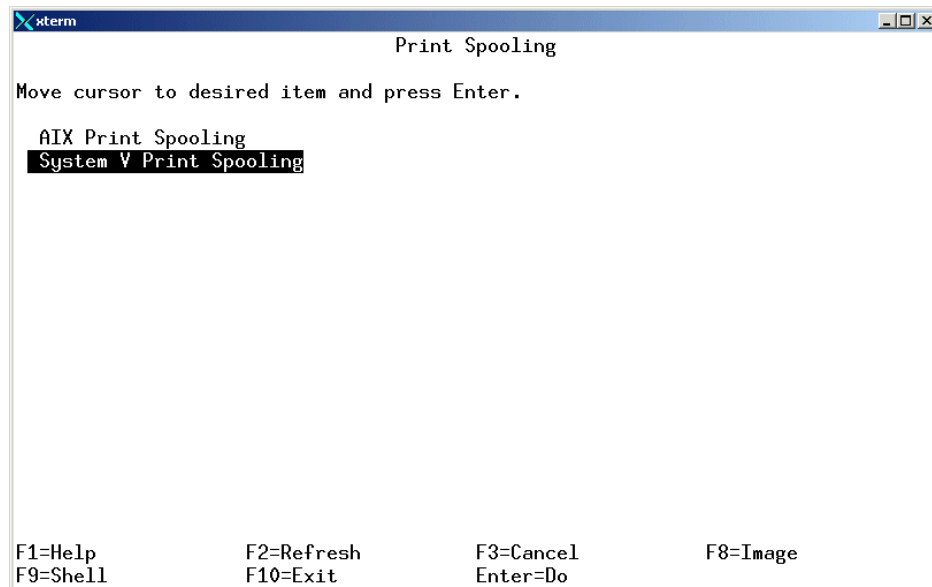 xterm
Print Spooling
Move cursor to desired item and press Enter.
AIX Print Spooling
System V Print Spooling
F1=Help F2=Refresh F3=Cancel F8=Image
F9=Shell F10=Exit Enter=Do